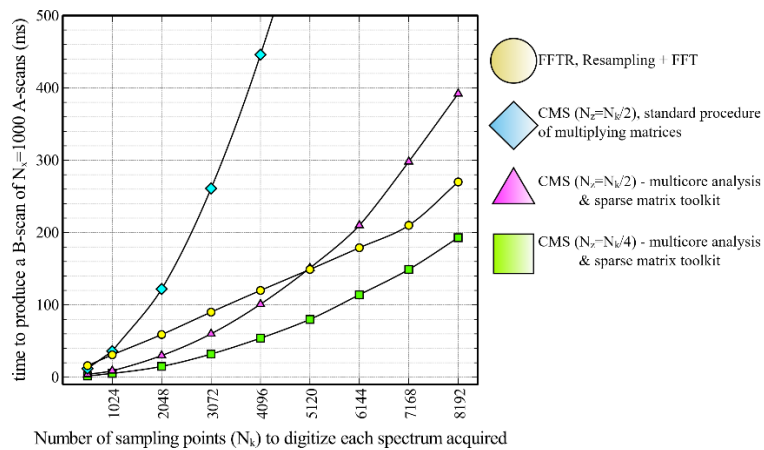 500
400
300
200
100
0
time to produce a B-scan of Nₓ=1000 A-scans (ms)
1024
2048
3072
4096
5120
6144
7168
8192
Number of sampling points (Nₖ) to digitize each spectrum acquired
FFTR, Resampling + FFT
CMS (N_z=Nₖ/2), standard procedure
of multiplying matrices
CMS (N_z=Nₖ/2) - multicore analysis
& sparse matrix toolkit
CMS (N_z=Nₖ/4) - multicore analysis
& sparse matrix toolkit